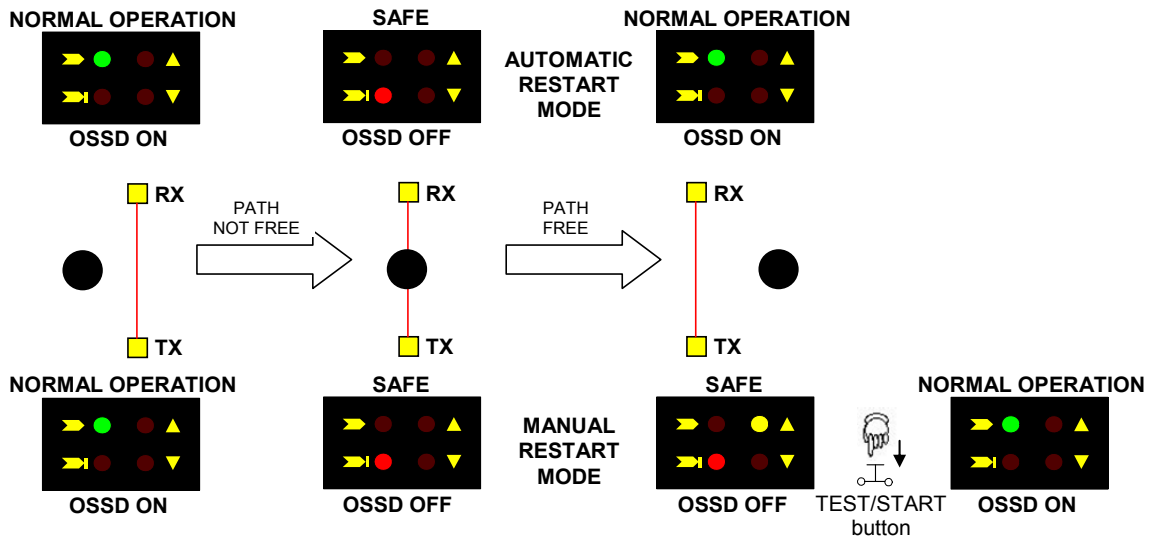 NORMAL OPERATION
SAFE
NORMAL OPERATION
AUTOMATIC
RESTART
MODE
OSSD ON
OSSD OFF
OSSD ON
RX
RX
RX
PATH
NOT FREE
PATH
FREE
TX
TX
TX
NORMAL OPERATION
SAFE
SAFE
NORMAL OPERATION
MANUAL
RESTART
MODE
OSSD ON
OSSD OFF
OSSD OFF
TEST/START
button
OSSD ON